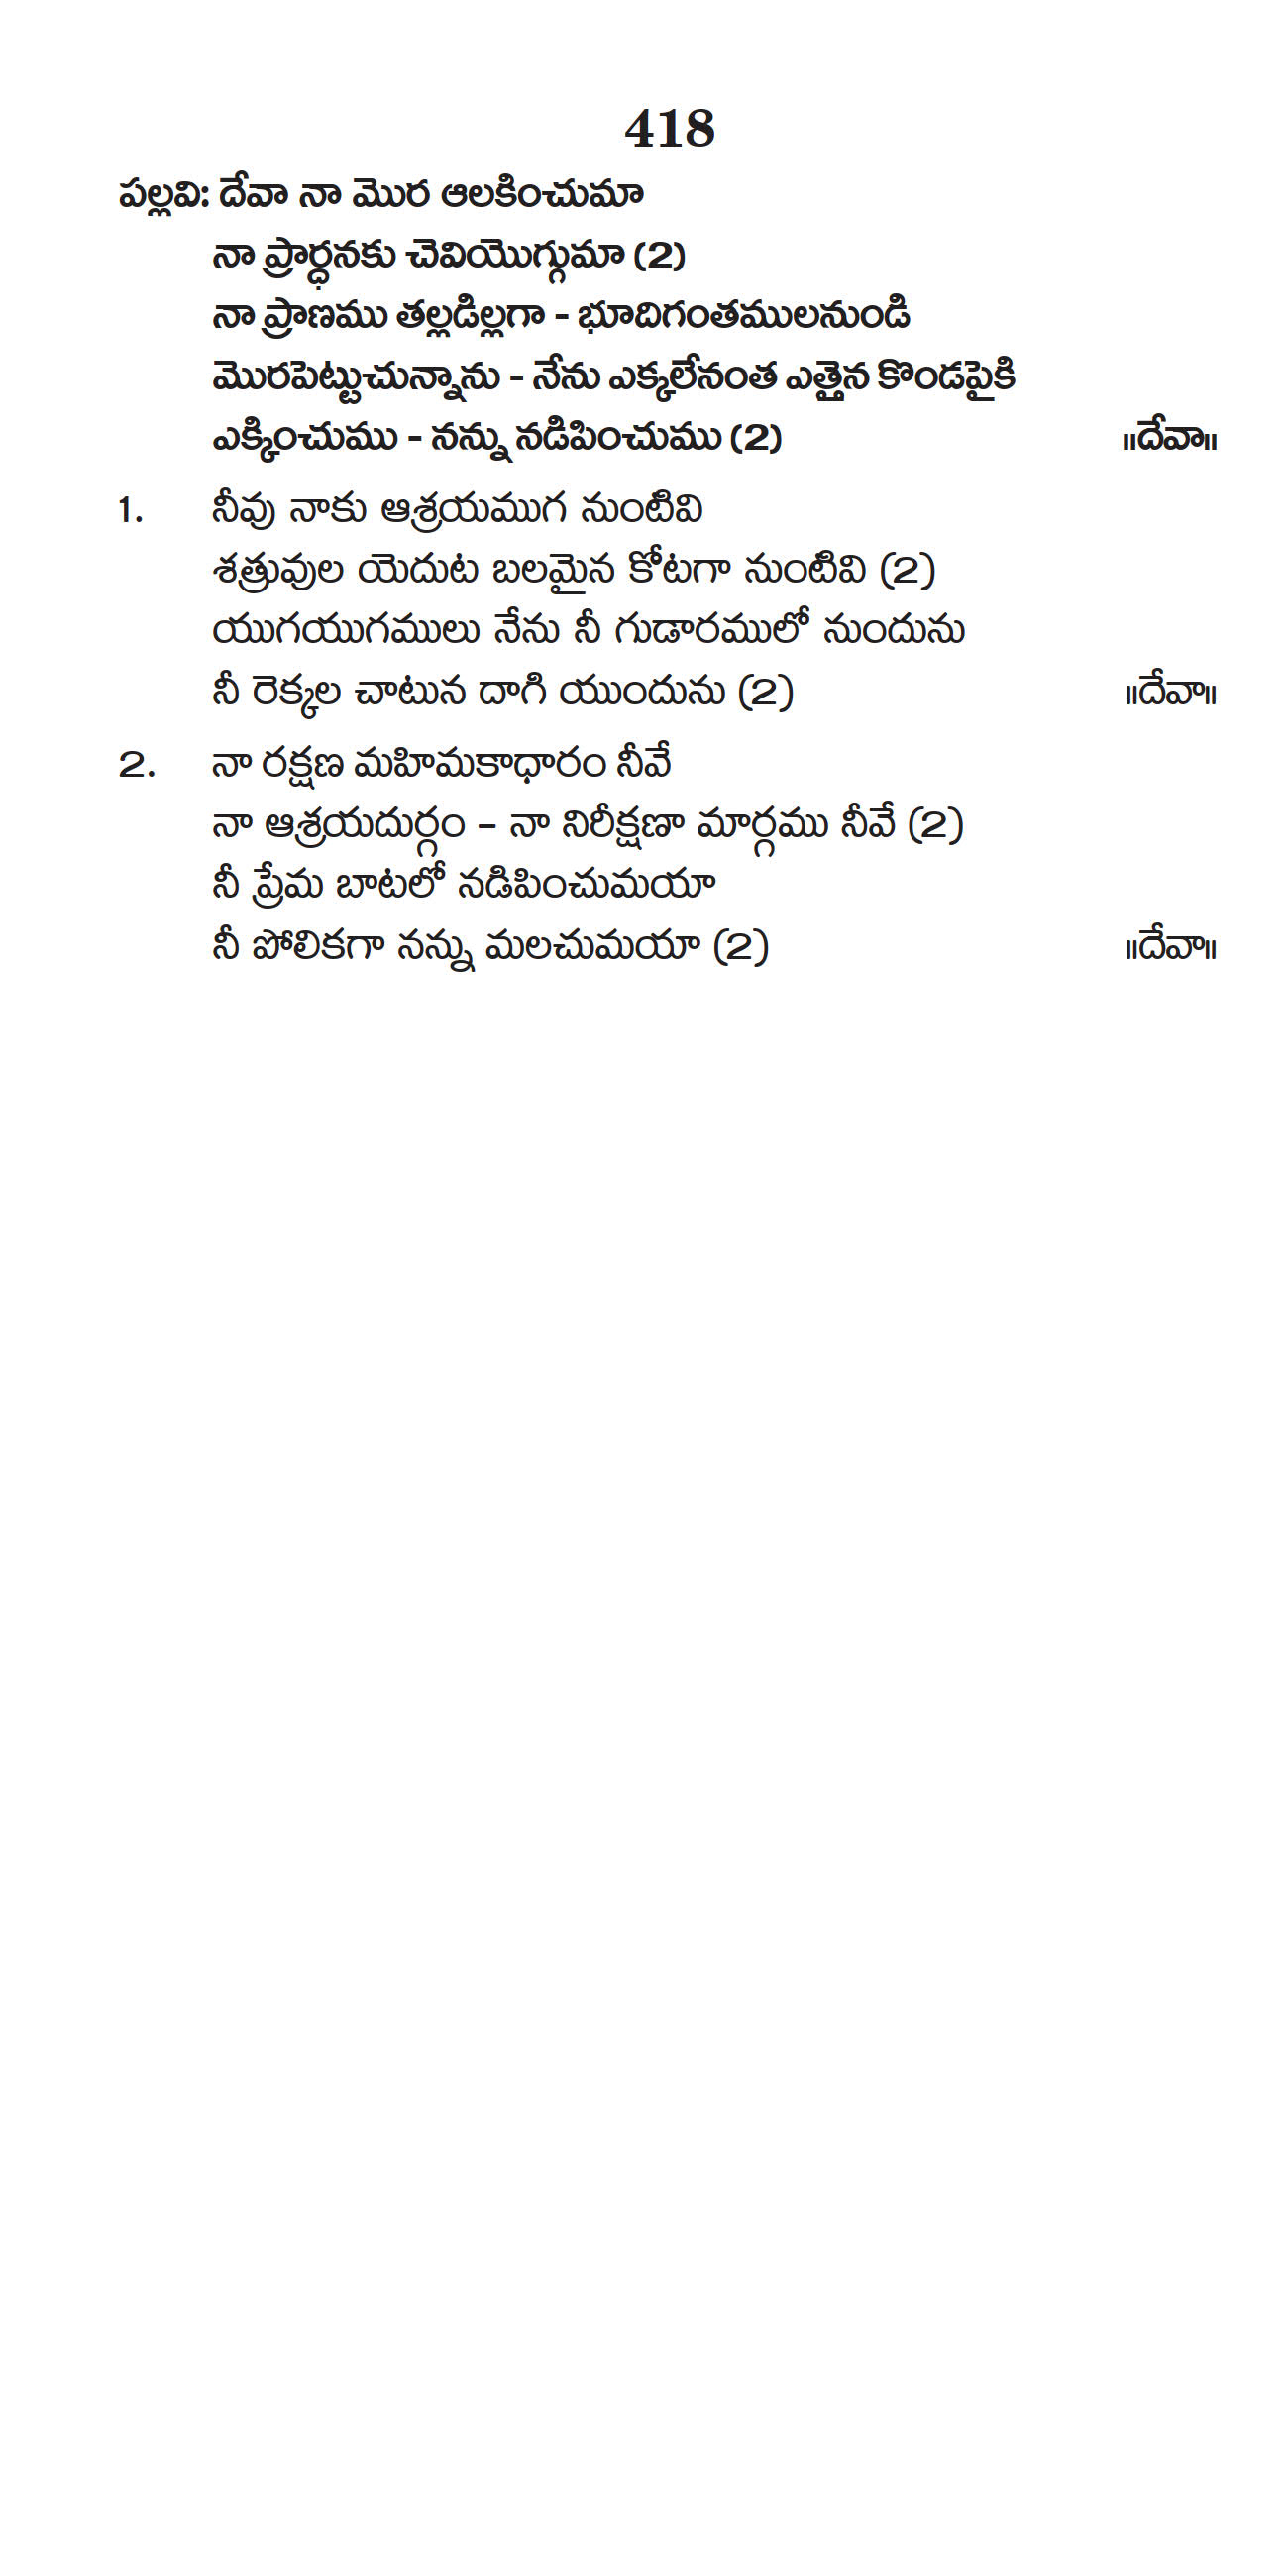 418
పల్లవి: దేవా నా మొర ఆలకించుమా
నా ప్రార్ధనకు చెవియొగ్గుమా (2)
నా ప్రాణము తల్లడిల్లగా - భూదిగంతములనుండి
మొరపెట్టుచున్నాను - నేను ఎక్కలేనంత ఎత్తైన కొండపైకి
ఎక్కించుము - నన్ను నడిపించుము (2) ॥దేవా॥
1. నీవు నాకు ఆశ్రయముగ నుంటివి
శత్రువుల యెదుట బలమైన కోటగా నుంటివి (2)
యుగయుగములు నేను నీ గుడారములో నుందును
నీ రెక్కల చాటున దాగి యుందును (2) ॥దేవా॥
2. నా రక్షణ మహిమకాధారం నీవే
నా ఆశ్రయదుర్గం – నా నిరీక్షణా మార్గము నీవే (2)
నీ ప్రేమ బాటలో నడిపించుమయా
నీ పోలికగా నన్ను మలచుమయా (2) ॥దేవా॥